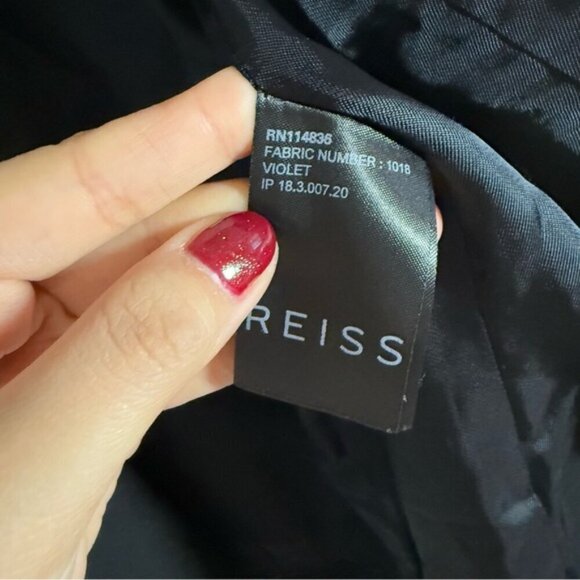 RN114836
FABRIC NUMBER : 1018
VIOLET
IP 18.3.007.20
REISS